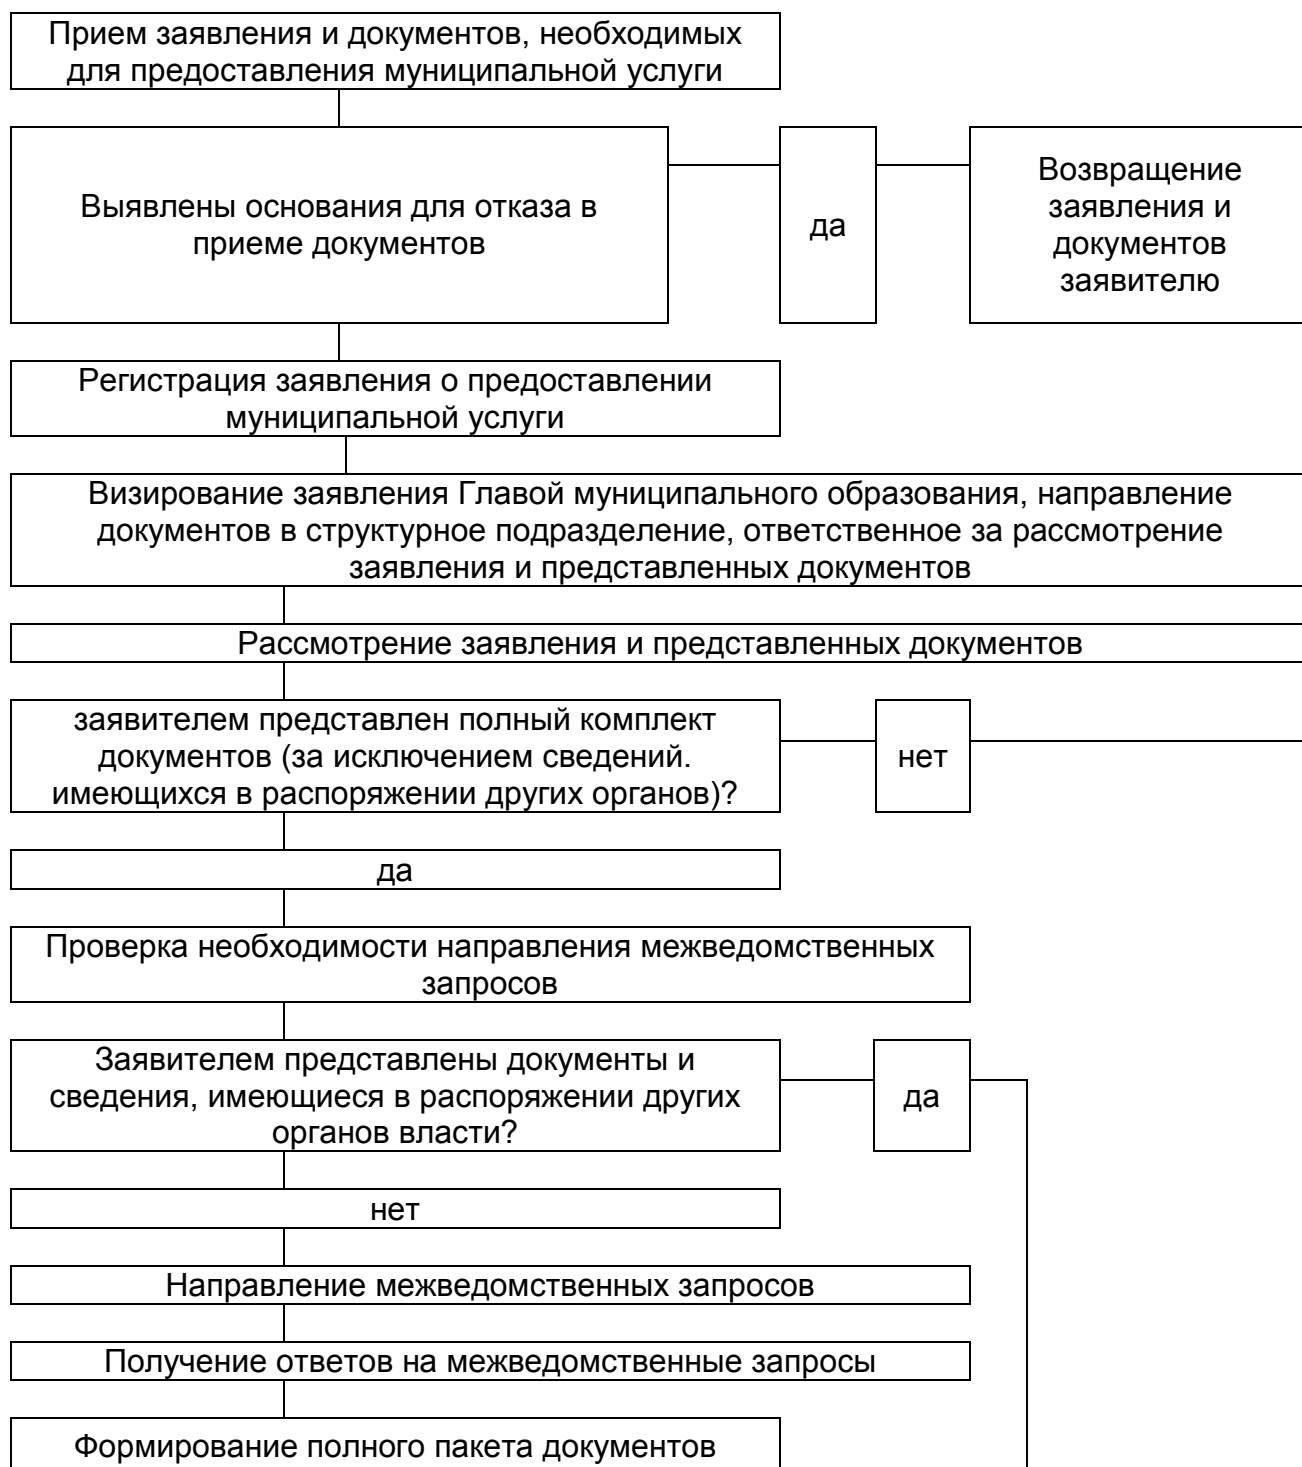 Прием заявления и документов, необходимых
для предоставления муниципальной услуги
Выявлены основания для отказа в
приеме документов
да
Возвращение
заявления и
документов
заявителю
Регистрация заявления о предоставлении
муниципальной услуги
Визирование заявления Главой муниципального образования, направление
документов в структурное подразделение, ответственное за рассмотрение
заявления и представленных документов
Рассмотрение заявления и представленных документов
заявителем представлен полный комплект
документов (за исключением сведений.
имеющихся в распоряжении других органов)?
нет
да
Проверка необходимости направления межведомственных
запросов
Заявителем представлены документы и
сведения, имеющиеся в распоряжении других
органов власти?
да
нет
Направление межведомственных запросов
Получение ответов на межведомственные запросы
Формирование полного пакета документов